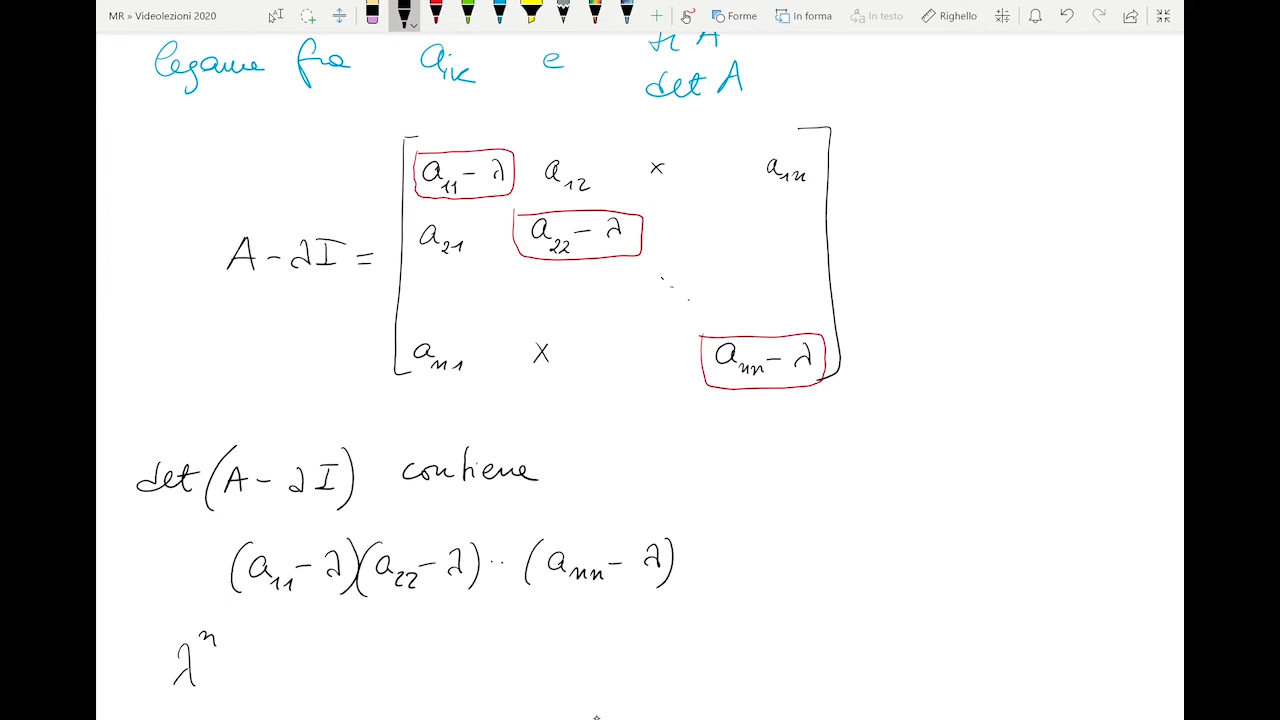 MR » Videolezioni 2020 Forme In forma In testo Righello
tr A
legame fra aᵢₖ e
det A
a₁₁ - λ a₁₂ × a₁ₙ
a₂₁ a₂₂ - λ
A - λI =
⋱
aₙ₁ × aₙₙ - λ
det(A - λI) contiene
(a₁₁ - λ)(a₂₂ - λ) ·· (aₙₙ - λ)
λⁿ